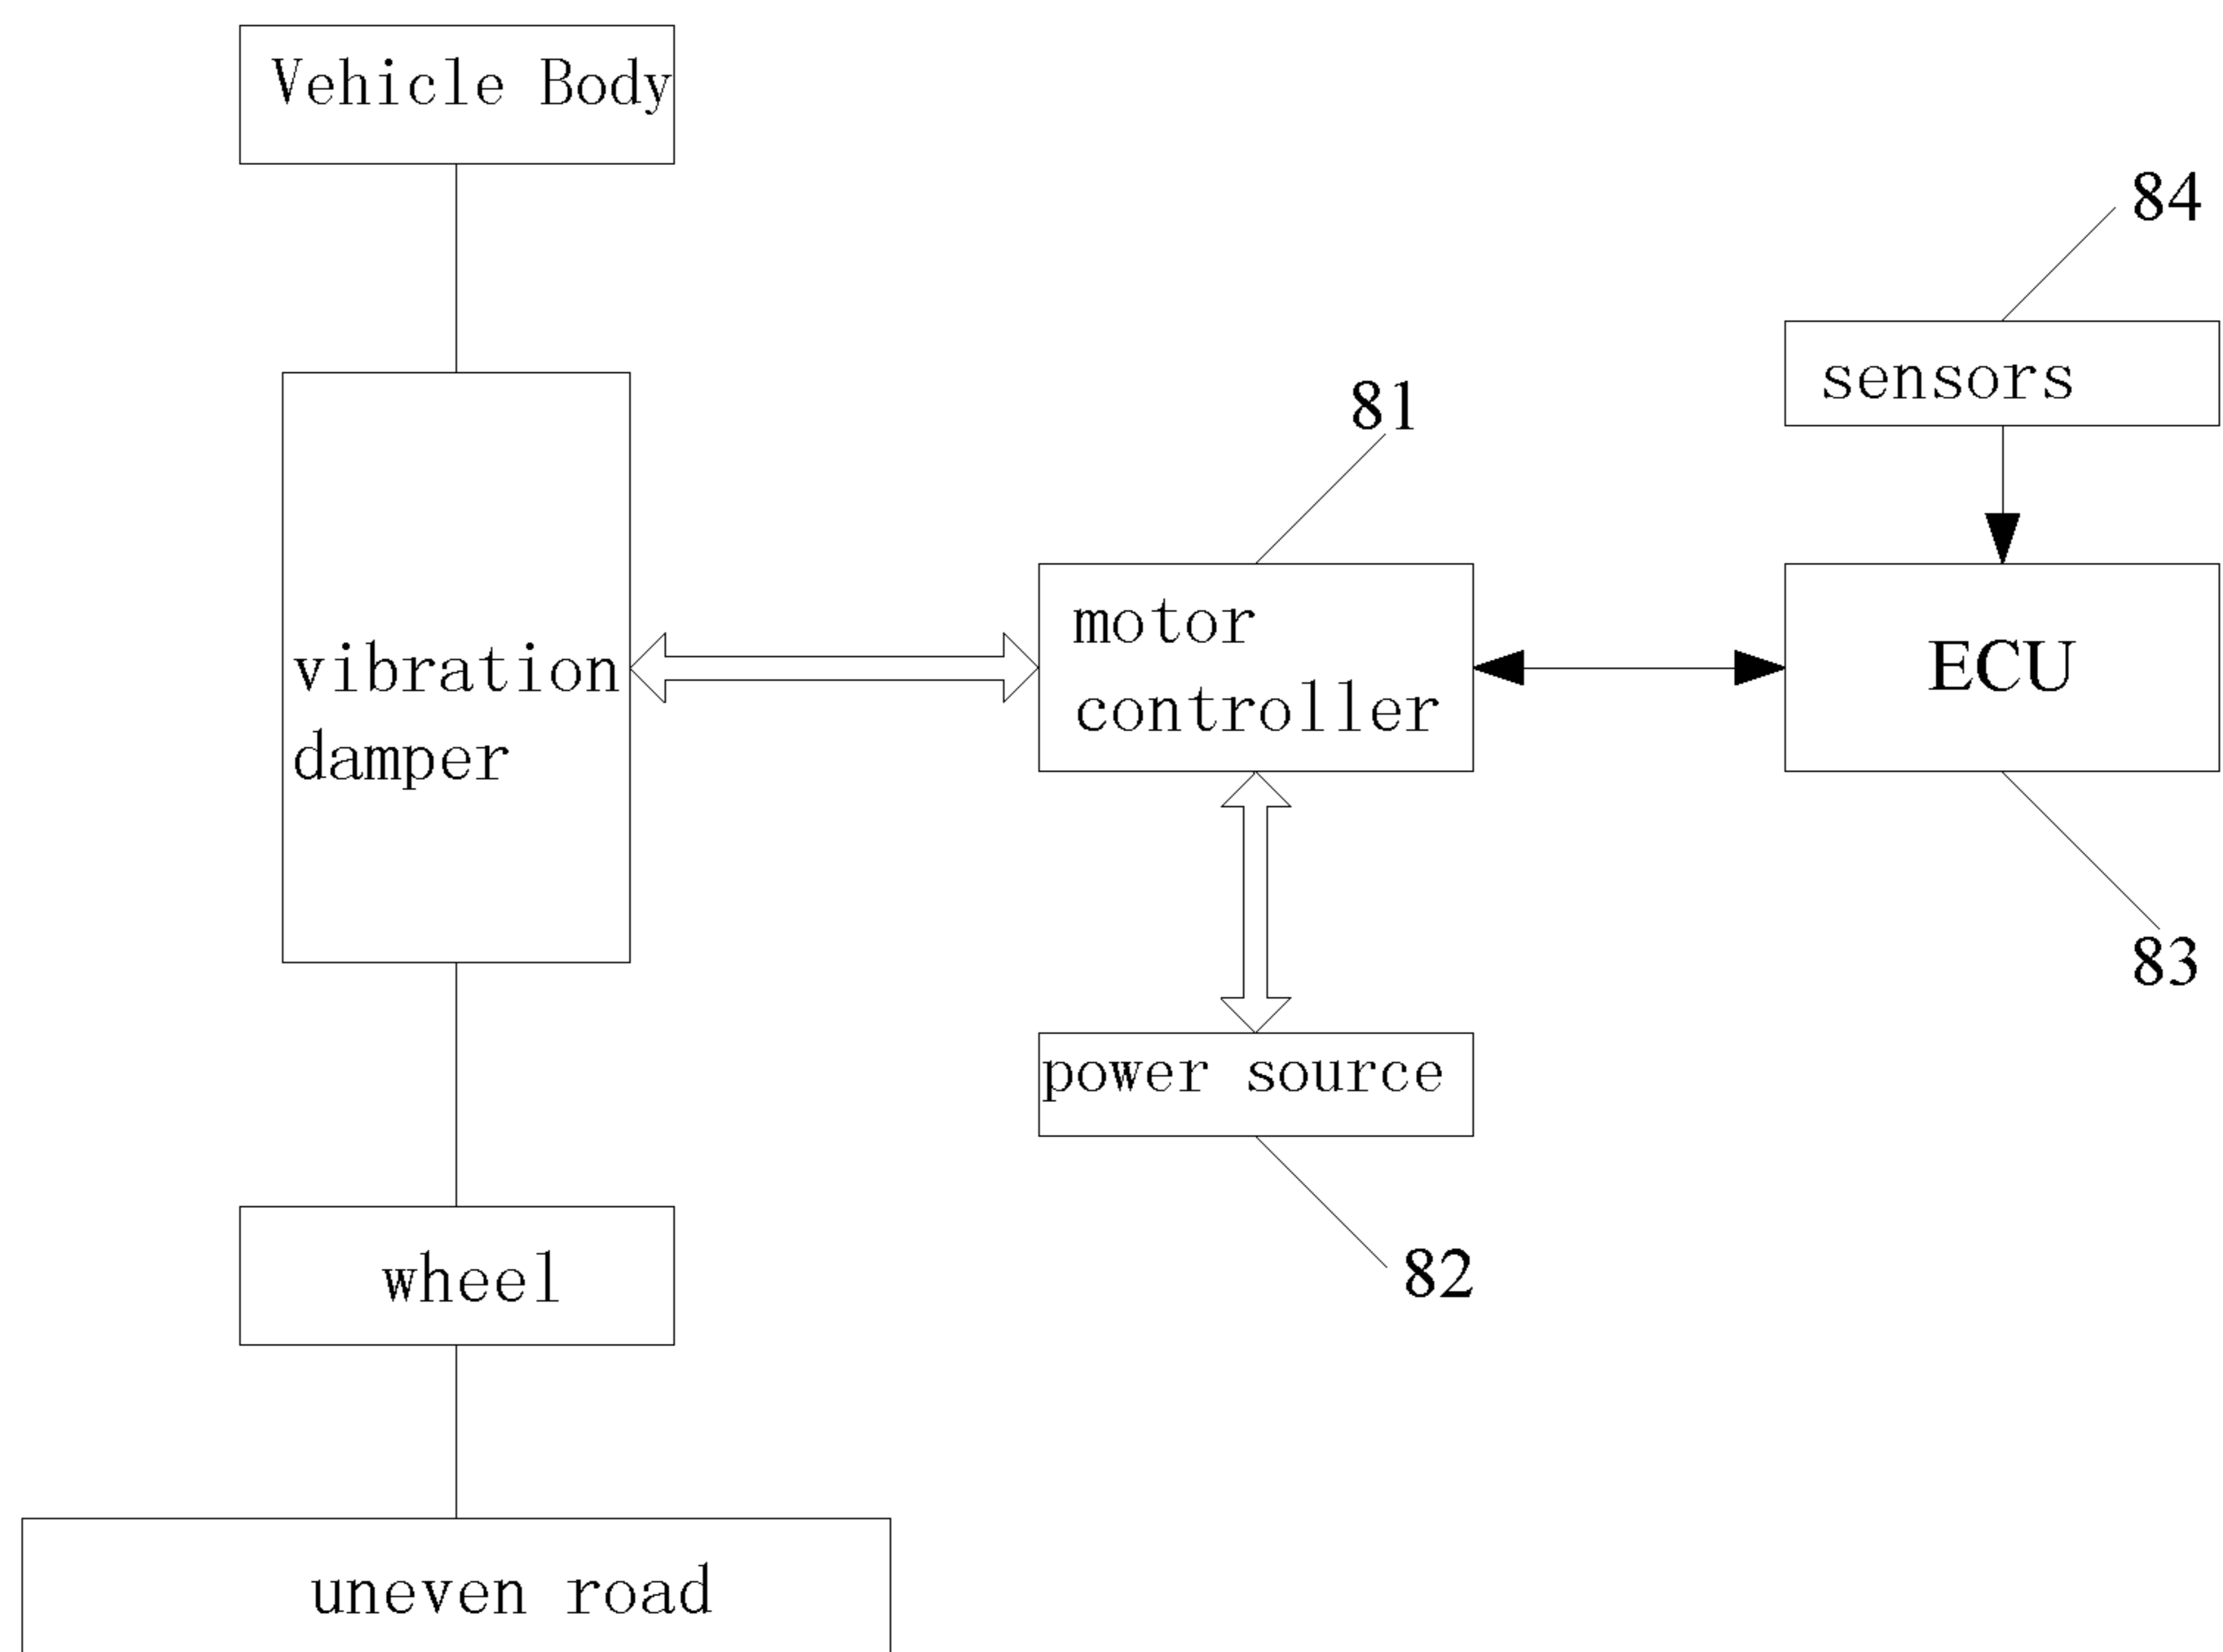 Vehicle Body
84
sensors
81
motor
controller
ECU
vibration
damper
83
power source
82
wheel
uneven road